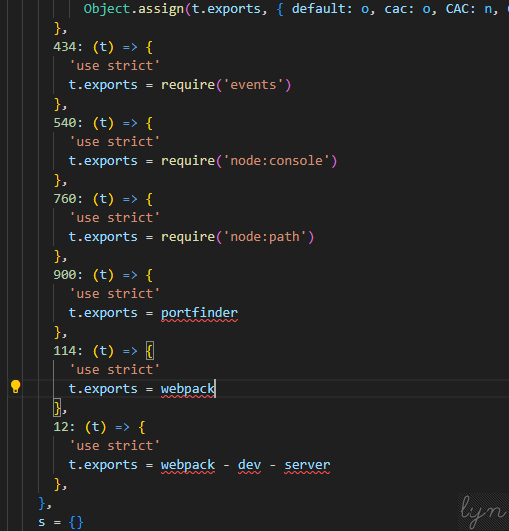 Object.assign(t.exports, { default: o, cac: o, CAC: n,
},
434: (t) => {
'use strict'
t.exports = require('events')
},
540: (t) => {
'use strict'
t.exports = require('node:console')
},
760: (t) => {
'use strict'
t.exports = require('node:path')
},
900: (t) => {
'use strict'
t.exports = portfinder
},
114: (t) => {
'use strict'
t.exports = webpack
},
12: (t) => {
'use strict'
t.exports = webpack - dev - server
},
},
s = {}
lyn